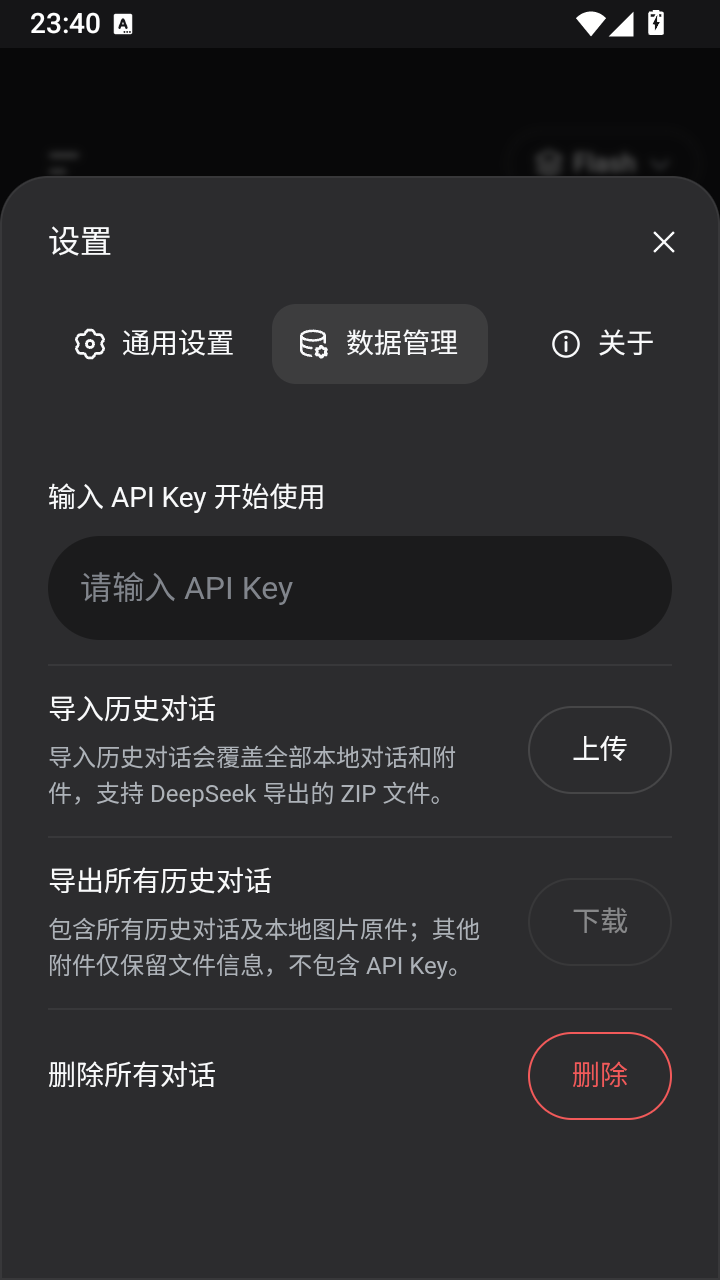 23:40
Flash
设置
通用设置
数据管理
关于
输入 API Key 开始使用
请输入 API Key
导入历史对话
导入历史对话会覆盖全部本地对话和附
件，支持 DeepSeek 导出的 ZIP 文件。
上传
导出所有历史对话
包含所有历史对话及本地图片原件；其他
附件仅保留文件信息，不包含 API Key。
下载
删除所有对话
删除